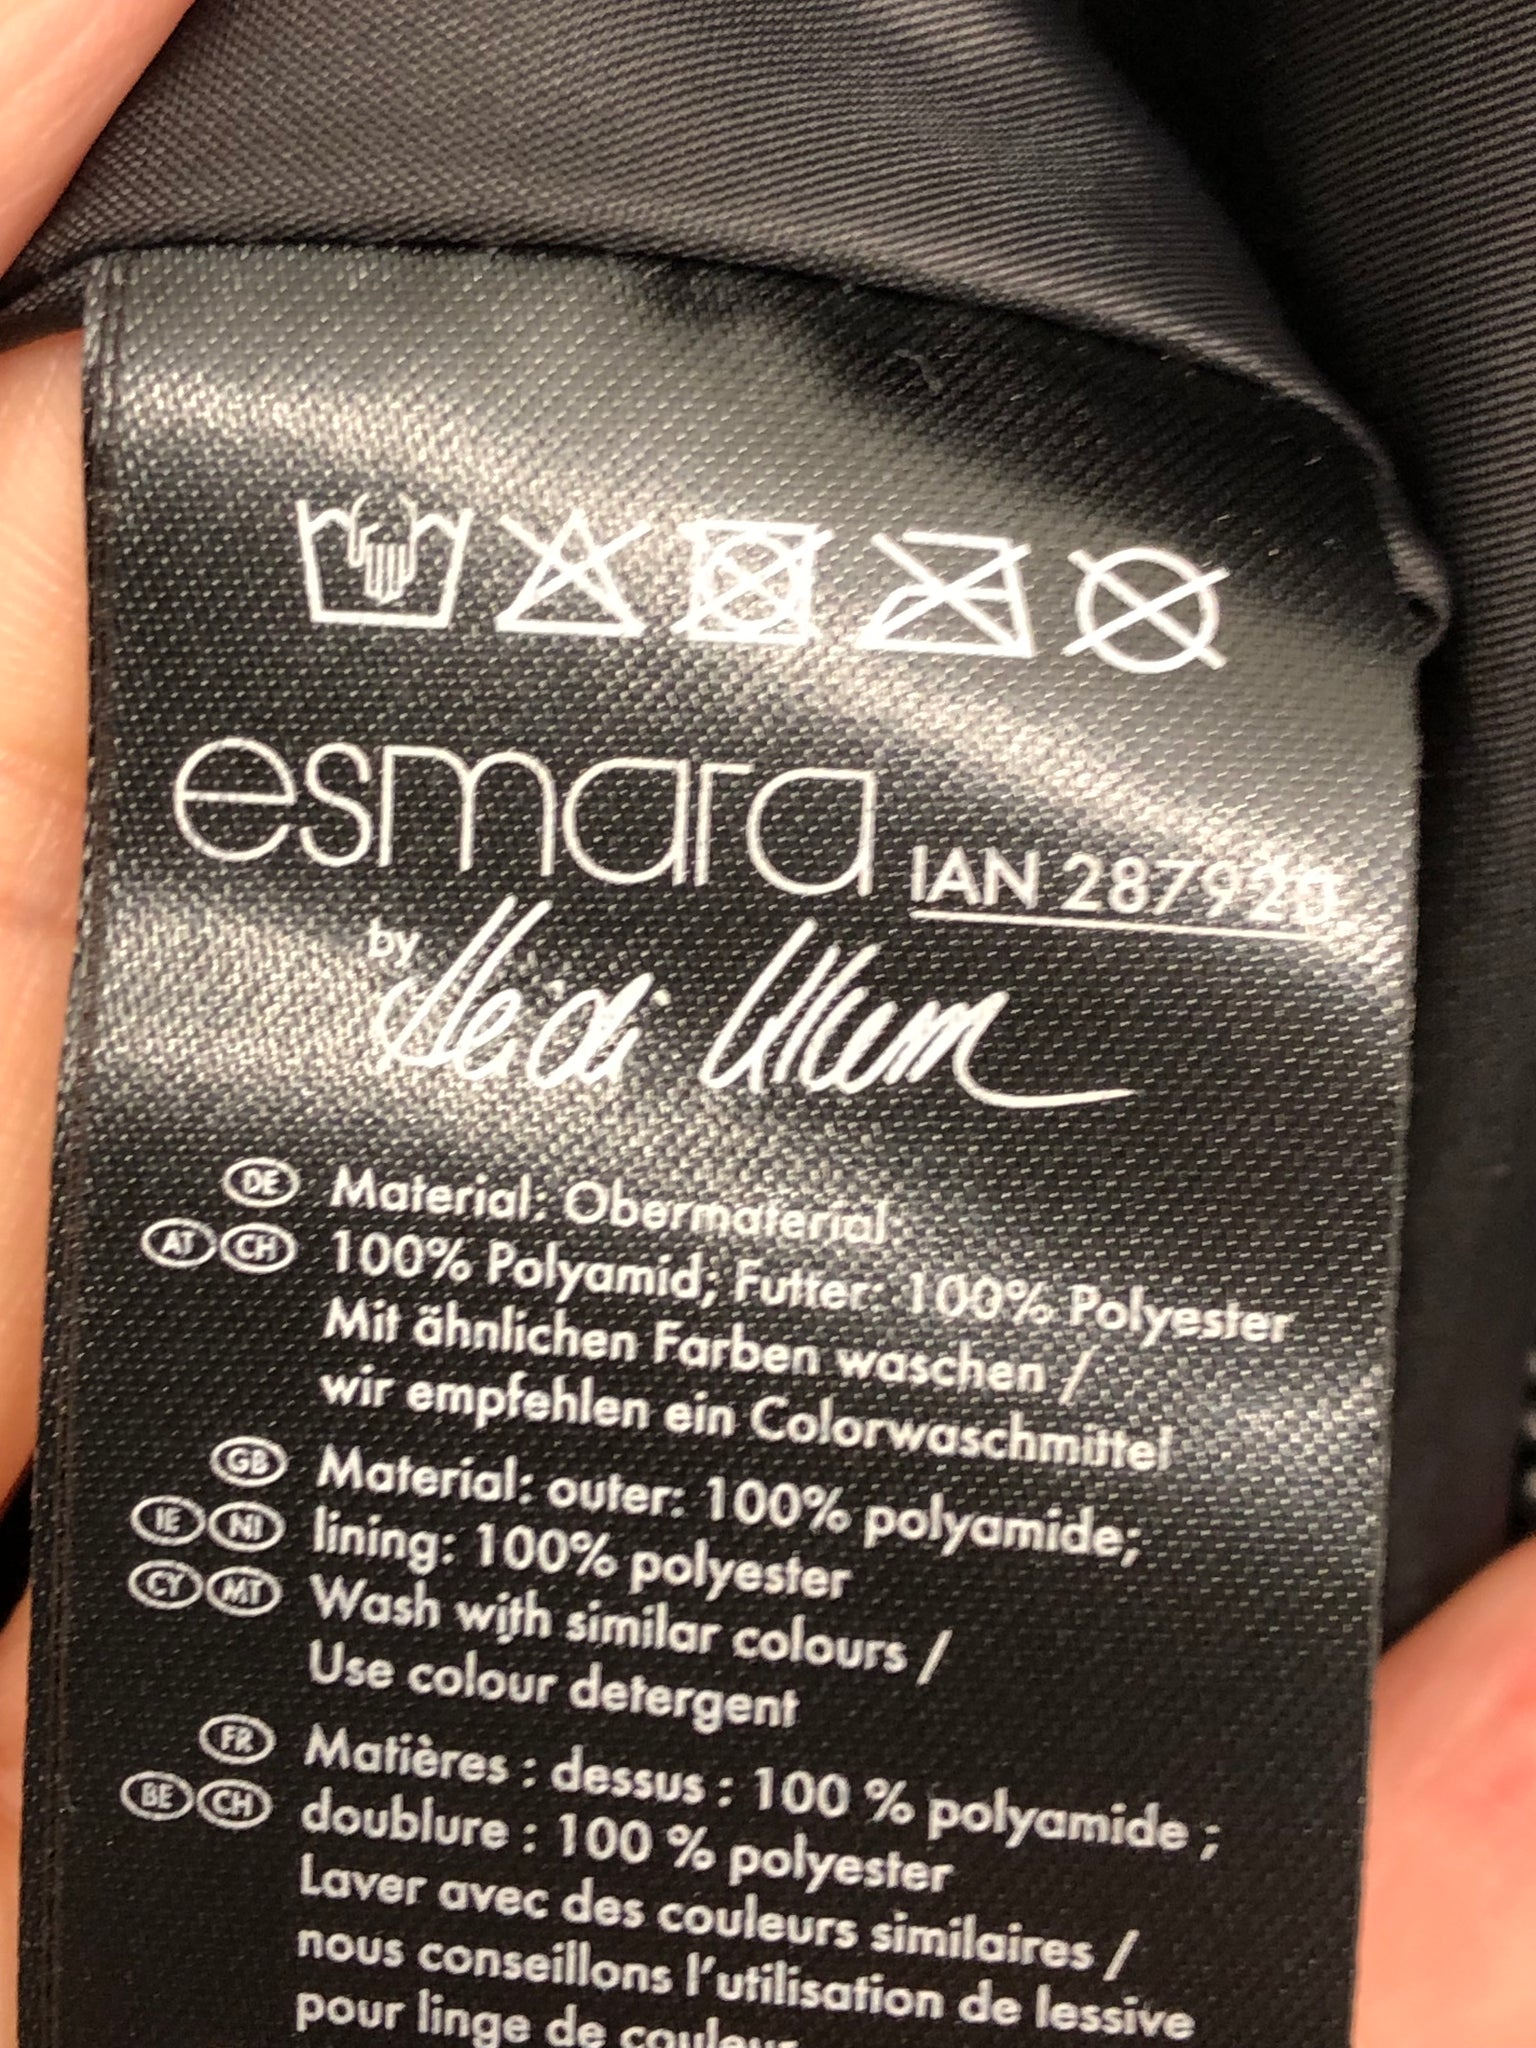 esmara IAN 287920
by Heidi Klum
DE Material: Obermaterial:
AT CH 100% Polyamid; Futter: 100% Polyester
Mit ähnlichen Farben waschen /
wir empfehlen ein Colorwaschmittel
GB Material: outer: 100% polyamide;
IE NI lining: 100% polyester
CY MT Wash with similar colours /
Use colour detergent
FR Matières : dessus : 100 % polyamide ;
BE CH doublure : 100 % polyester
Laver avec des couleurs similaires /
nous conseillons l'utilisation de lessive
pour linge de couleur